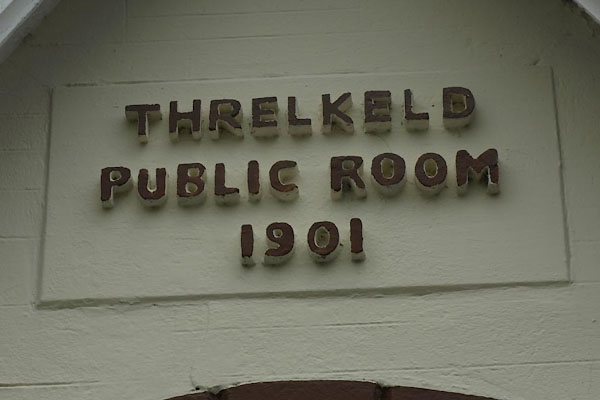 THRELKELD
PUBLIC ROOM
1901